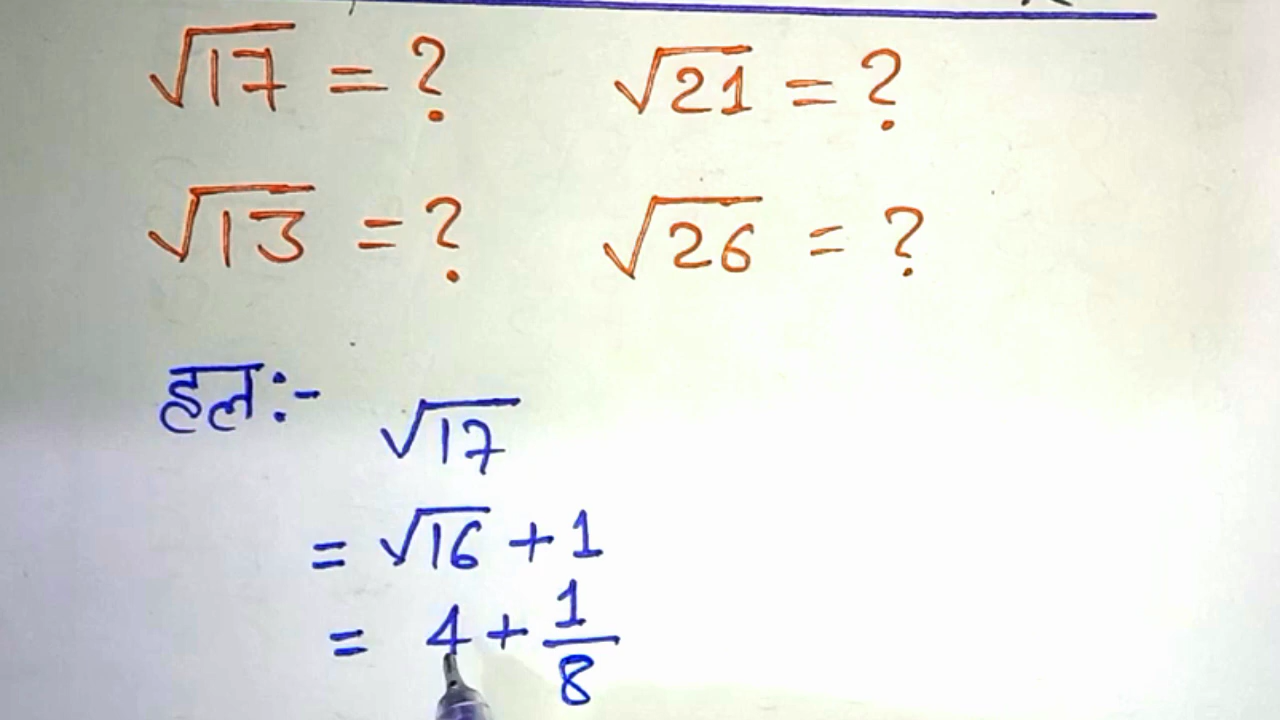 √17 = ? √21 = ?
√13 = ? √26 = ?
हल:-
√17
= √16 + 1
= 4 + 1/8